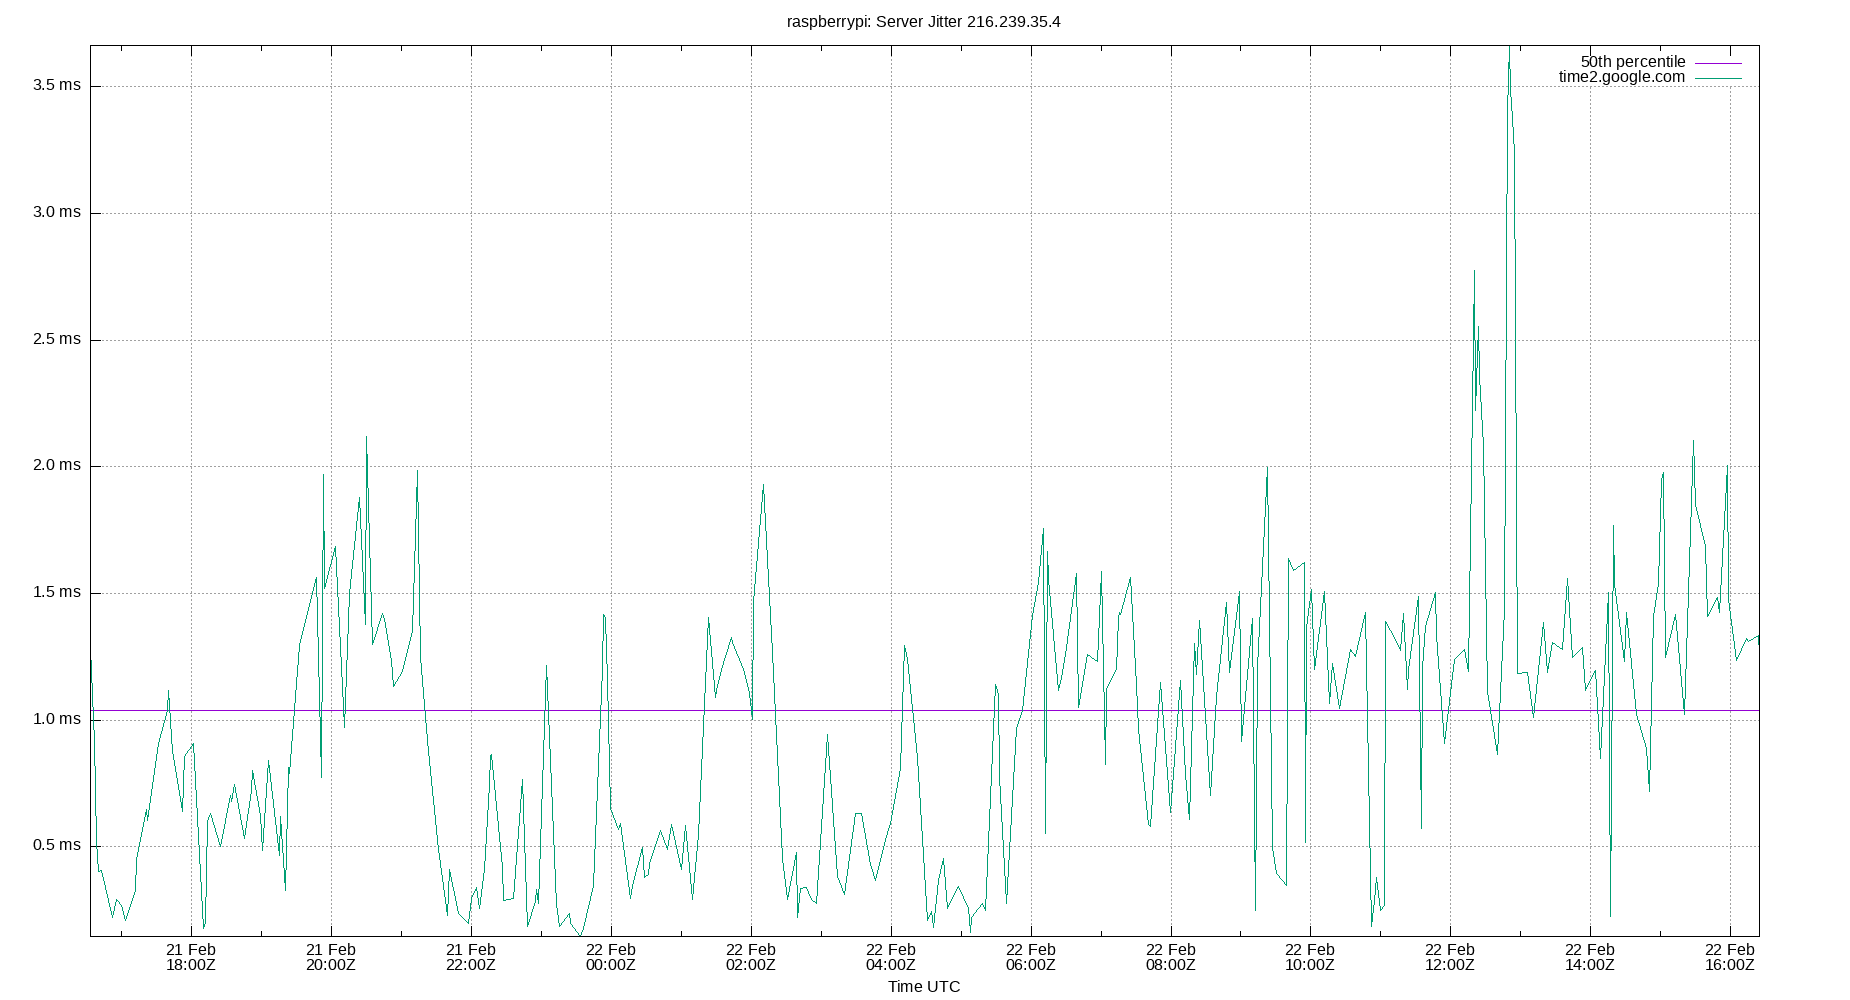 raspberrypi: Server Jitter 216.239.35.4
50th percentile
time2.google.com
3.5 ms
3.0 ms
2.5 ms
2.0 ms
1.5 ms
1.0 ms
0.5 ms
21 Feb 21 Feb 21 Feb 22 Feb 22 Feb 22 Feb 22 Feb 22 Feb 22 Feb 22 Feb 22 Feb 22 Feb
18:00Z 20:00Z 22:00Z 00:00Z 02:00Z 04:00Z 06:00Z 08:00Z 10:00Z 12:00Z 14:00Z 16:00Z
Time UTC